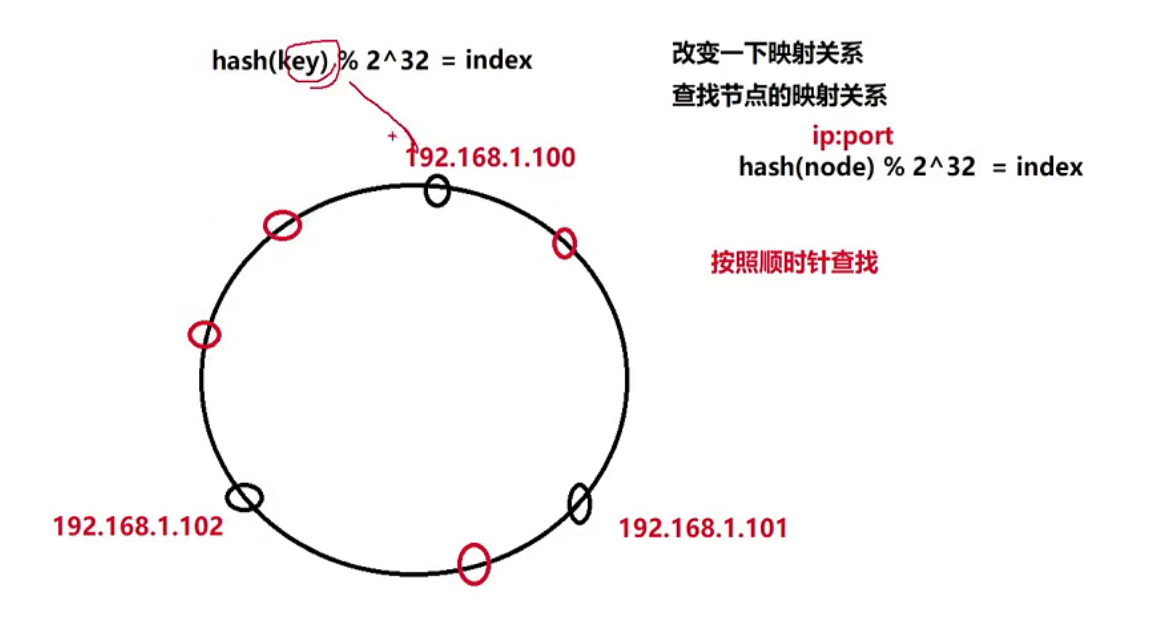 hash(key) % 2^32 = index
改变一下映射关系
查找节点的映射关系
ip:port
hash(node) % 2^32 = index
192.168.1.100
按照顺时针查找
192.168.1.102
192.168.1.101